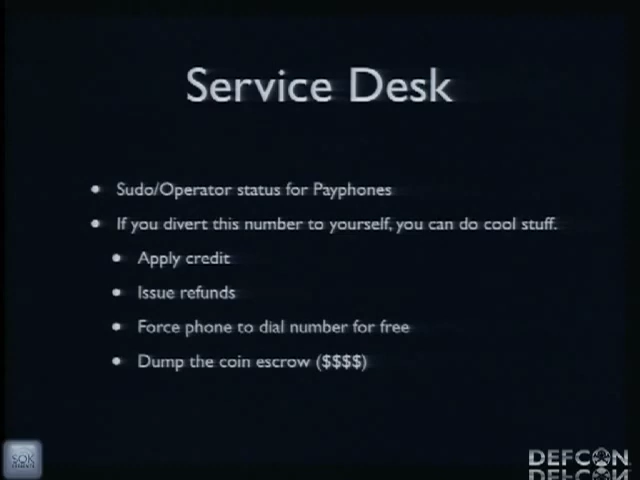 Service Desk
Sudo/Operator status for Payphones
If you divert this number to yourself, you can do cool stuff.
Apply credit
Issue refunds
Force phone to dial number for free
Dump the coin escrow ($$$$)
SOK
DEFCON